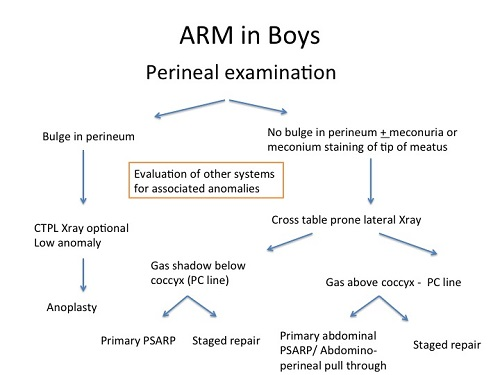 ARM in Boys
Perineal examination
Bulge in perineum
No bulge in perineum + meconuria or
meconium staining of tip of meatus
Evaluation of other systems
for associated anomalies
CTPL Xray optional
Low anomaly
Cross table prone lateral Xray
Gas shadow below
coccyx (PC line)
Gas above coccyx - PC line
Anoplasty
Primary PSARP
Staged repair
Primary abdominal
PSARP/ Abdomino-
perineal pull through
Staged repair